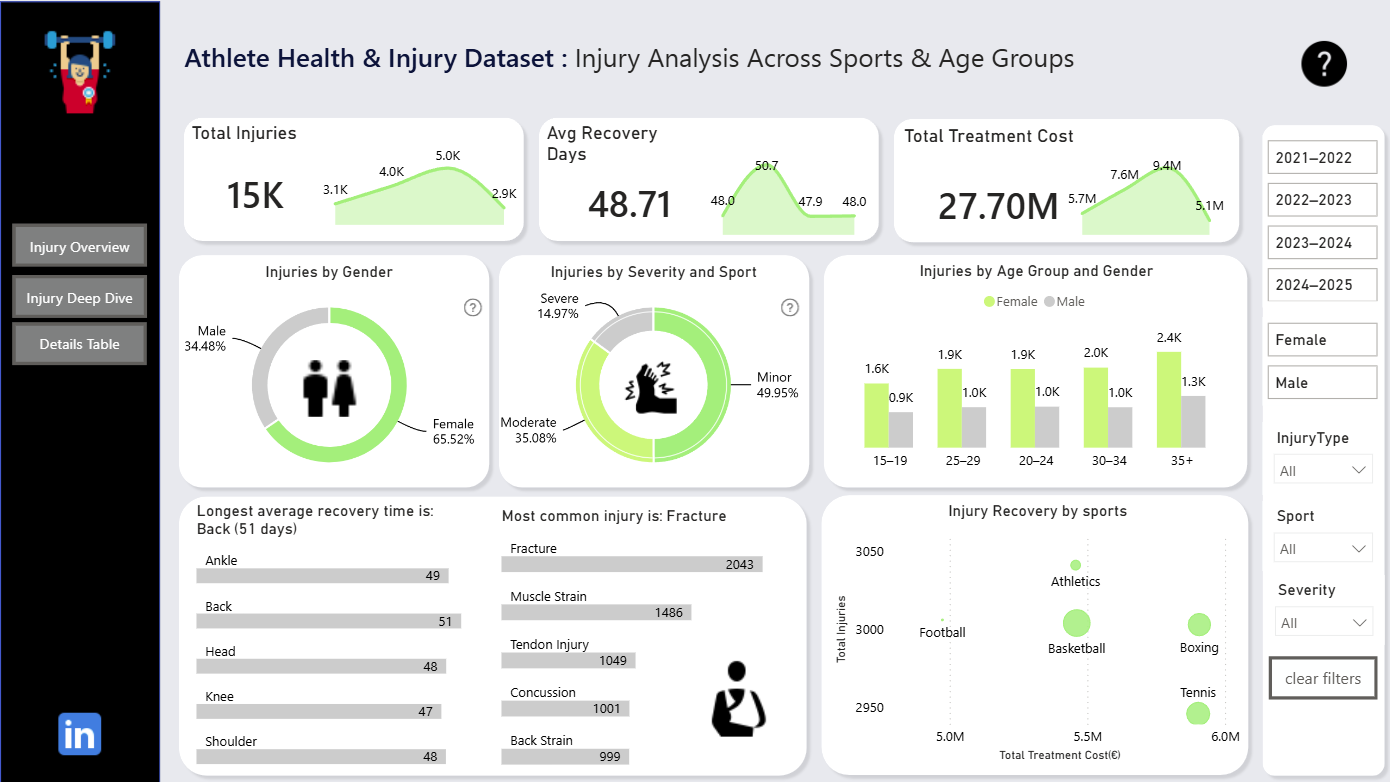 Athlete Health & Injury Dataset : Injury Analysis Across Sports & Age Groups
?
Injury Overview
Injury Deep Dive
Details Table
in
Total Injuries
15K
3.1K
4.0K
5.0K
2.9K
Avg Recovery
Days
48.71
48.0
50.7
47.9
48.0
Total Treatment Cost
27.70M
5.7M
7.6M
9.4M
5.1M
2021–2022
2022–2023
2023–2024
2024–2025
Female
Male
InjuryType
All
Sport
All
Severity
All
clear filters
Injuries by Gender
?
Male
34.48%
Female
65.52%
Injuries by Severity and Sport
?
Severe
14.97%
Minor
49.95%
Moderate
35.08%
Injuries by Age Group and Gender
Female Male
1.6K
0.9K
1.9K
1.0K
1.9K
1.0K
2.0K
1.0K
2.4K
1.3K
15–19
25–29
20–24
30–34
35+
Longest average recovery time is:
Back (51 days)
Ankle
49
Back
51
Head
48
Knee
47
Shoulder
48
Most common injury is: Fracture
Fracture
2043
Muscle Strain
1486
Tendon Injury
1049
Concussion
1001
Back Strain
999
Injury Recovery by sports
Total Injuries
3050
3000
2950
Athletics
Football
Basketball
Boxing
Tennis
5.0M
5.5M
6.0M
Total Treatment Cost(€)